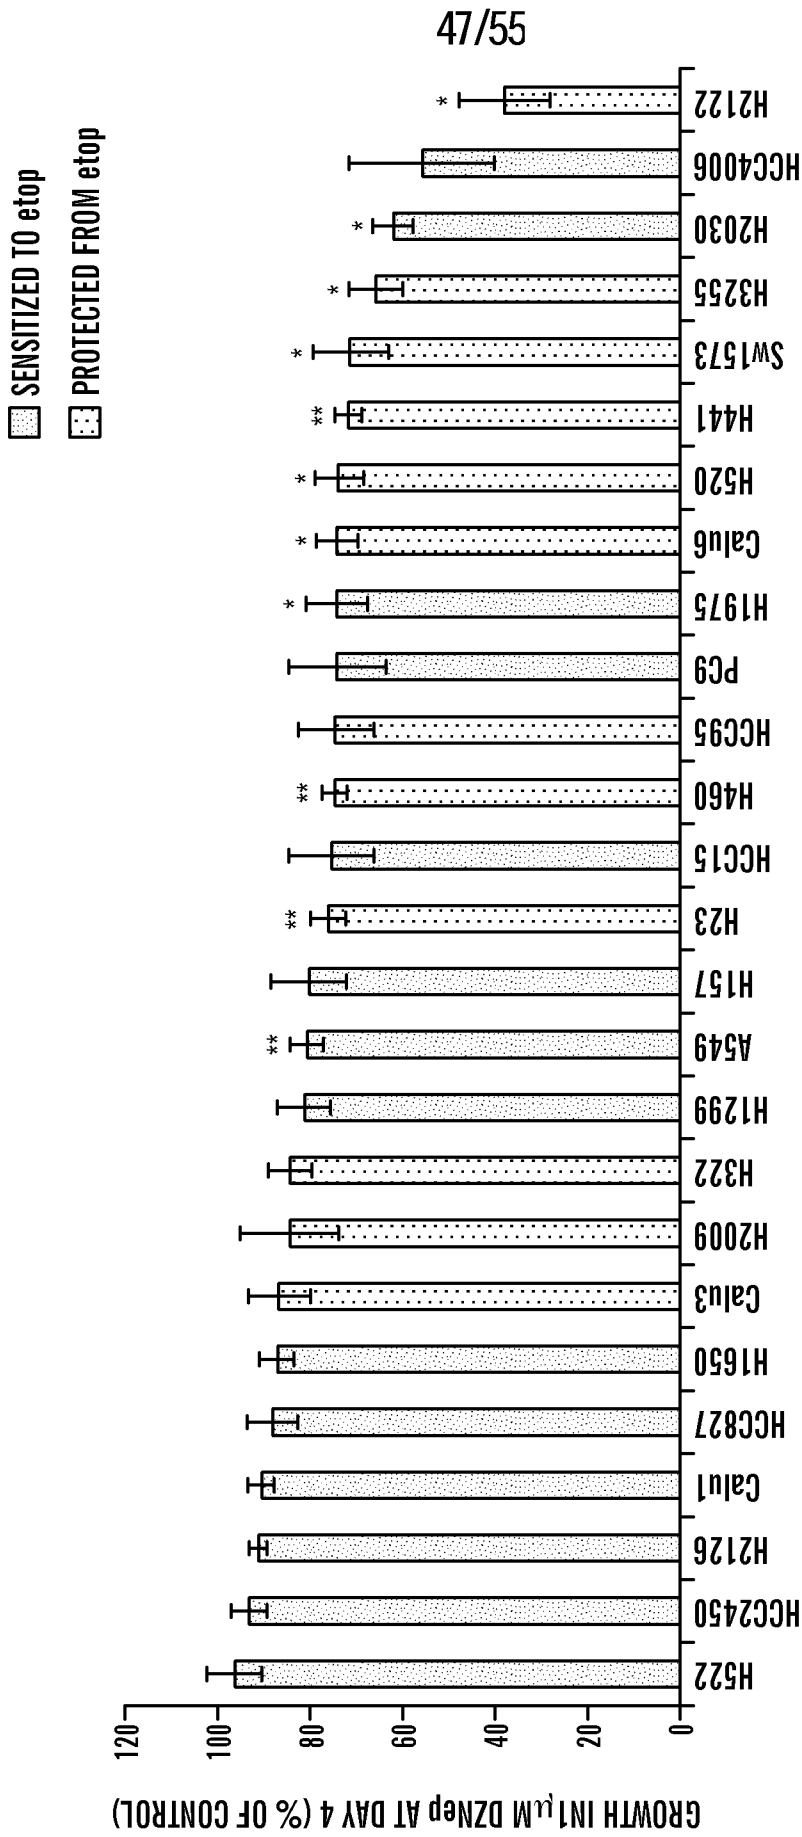 47/55
SENSITIZED TO etop
PROTECTED FROM etop
GROWTH IN1μM DZNep AT DAY 4 (% OF CONTROL)
120
100
80
60
40
20
0
*
*
*
*
**
*
*
*
**
**
**
H2122
HCC4006
H2030
H3255
Sw1573
H441
H520
Calu6
H1975
PC9
HCC95
H460
HCC15
H23
H157
A549
H1299
H322
H2009
Calu3
H1650
HCC827
Calu1
H2126
HCC2450
H522